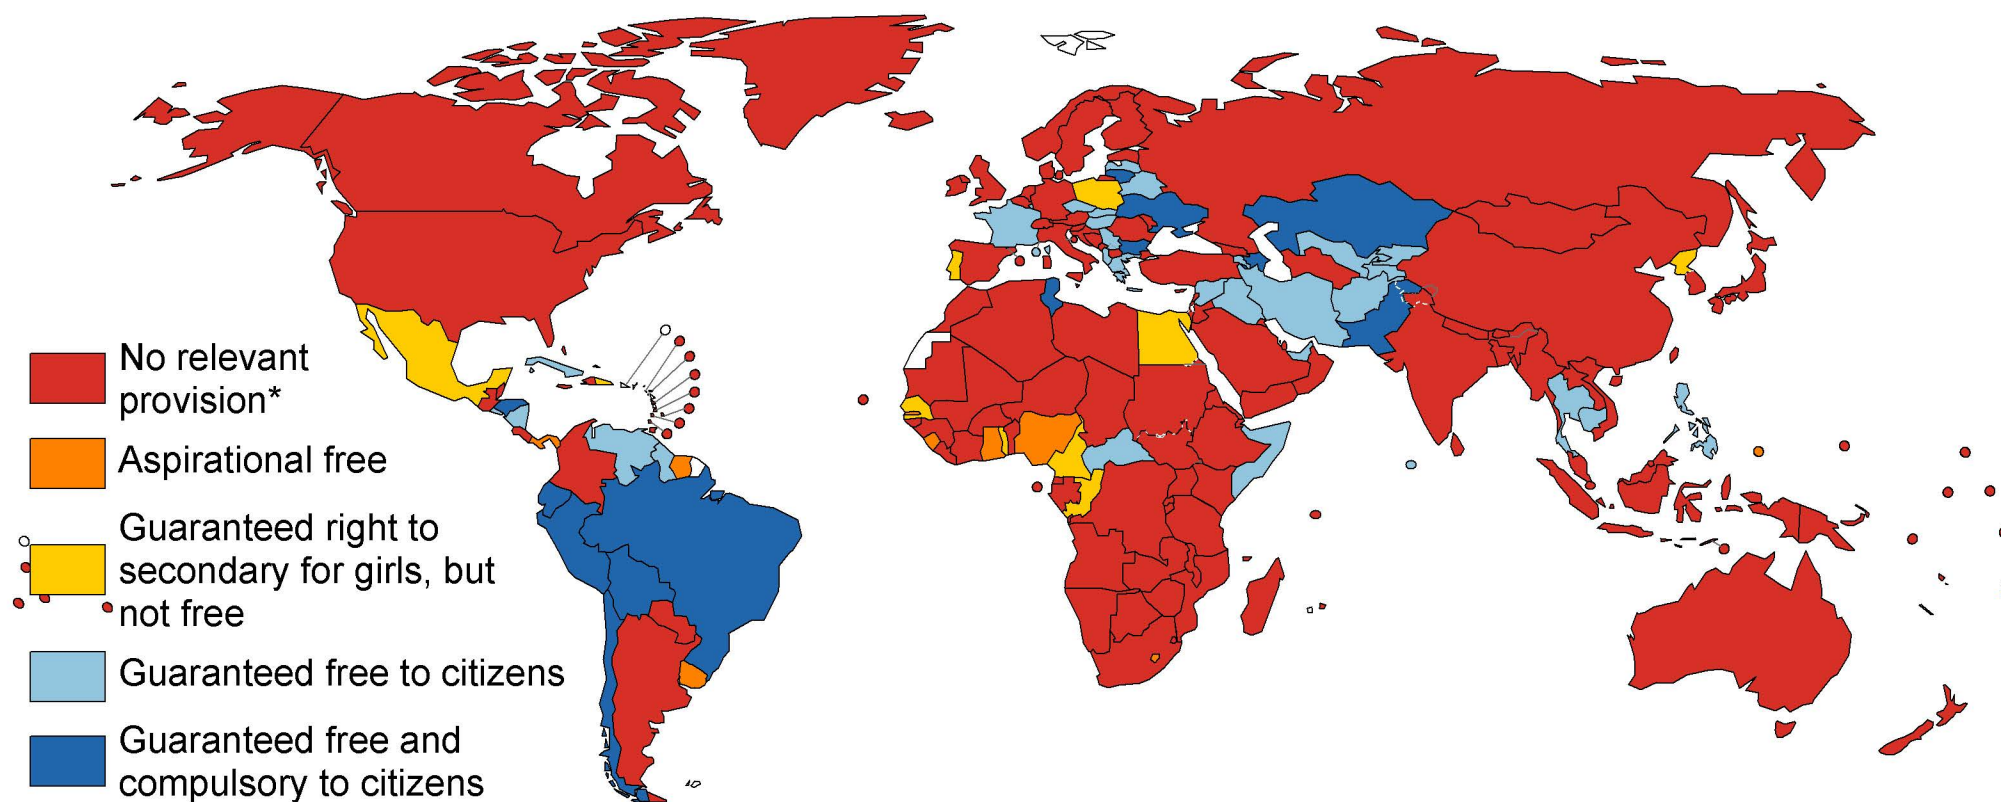 No relevant
provision*
Aspirational free
Guaranteed right to
secondary for girls, but
not free
Guaranteed free to citizens
Guaranteed free and
compulsory to citizens